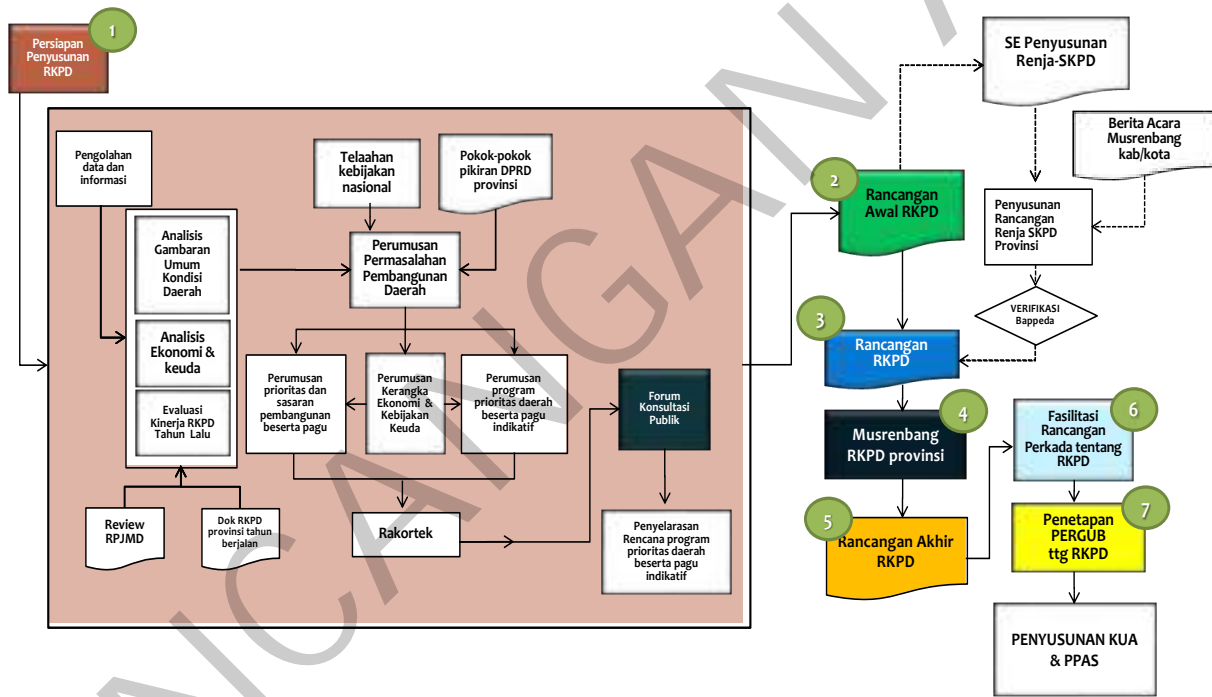 1
Persiapan
Penyusunan
RKPD
Pengolahan
data dan
informasi
Analisis
Gambaran
Umum
Kondisi
Daerah
Analisis
Ekonomi &
keuda
Evaluasi
Kinerja RKPD
Tahun Lalu
Review
RPJMD
Dok RKPD
provinsi tahun
berjalan
Telaahan
kebijakan
nasional
Pokok-pokok
pikiran DPRD
provinsi
Perumusan
Permasalahan
Pembangunan
Daerah
Perumusan
prioritas dan
sasaran
pembangunan
beserta pagu
Perumusan
Kerangka
Ekonomi &
Kebijakan
Keuda
Perumusan
program
prioritas daerah
beserta pagu
indikatif
Rakortek
Forum
Konsultasi
Publik
Penyelarasan
Rencana program
prioritas daerah
beserta pagu
indikatif
2
Rancangan
Awal RKPD
SE Penyusunan
Renja-SKPD
Berita Acara
Musrenbang
kab/kota
Penyusunan
Rancangan
Renja SKPD
Provinsi
VERIFIKASI
Bappeda
3
Rancangan
RKPD
4
Musrenbang
RKPD provinsi
5
Rancangan Akhir
RKPD
6
Fasilitasi
Rancangan
Perkada tentang
RKPD
7
Penetapan
PERGUB
ttg RKPD
PENYUSUNAN KUA
& PPAS
NCANGAN A